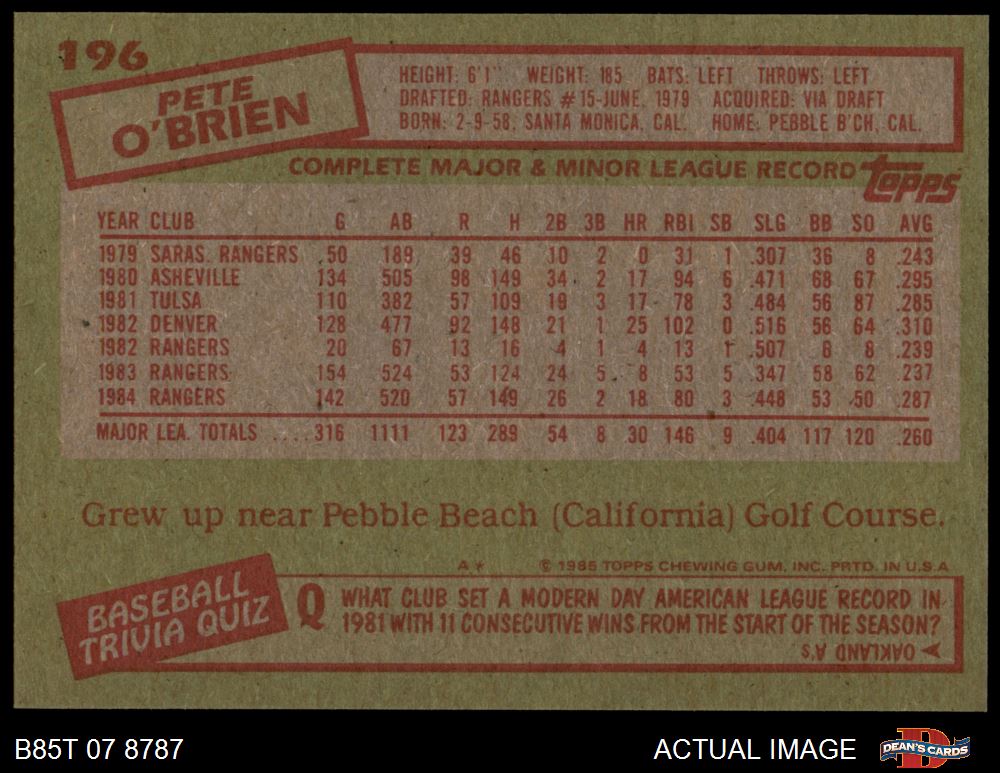 196
PETE
O'BRIEN
HEIGHT: 6'1" WEIGHT: 185 BATS: LEFT THROWS: LEFT
DRAFTED: RANGERS #15-JUNE, 1979 ACQUIRED: VIA DRAFT
BORN: 2-9-58, SANTA MONICA, CAL. HOME: PEBBLE B'CH, CAL.
COMPLETE MAJOR & MINOR LEAGUE RECORD topps
YEAR CLUB G AB R H 2B 3B HR RBI SB SLG BB SO AVG
1979 SARAS. RANGERS 50 189 39 46 10 2 0 31 1 .307 36 8 .243
1980 ASHEVILLE 134 505 98 149 34 2 17 94 6 .471 68 67 .295
1981 TULSA 110 382 57 109 19 3 17 78 3 .484 56 87 .285
1982 DENVER 128 477 92 148 21 1 25 102 0 .516 56 64 .310
1982 RANGERS 20 67 13 16 4 1 4 13 1 .507 6 8 .239
1983 RANGERS 154 524 53 124 24 5 8 53 5 .347 58 62 .237
1984 RANGERS 142 520 57 149 26 2 18 80 3 .448 53 50 .287
MAJOR LEA. TOTALS .... 316 1111 123 289 54 8 30 146 9 .404 117 120 .260
Grew up near Pebble Beach (California) Golf Course.
A* © 1985 TOPPS CHEWING GUM, INC. PRTD. IN U.S.A
BASEBALL
TRIVIA QUIZ
Q WHAT CLUB SET A MODERN DAY AMERICAN LEAGUE RECORD IN
1981 WITH 11 CONSECUTIVE WINS FROM THE START OF THE SEASON?
OAKLAND A'S
B85T 07 8787 ACTUAL IMAGE DEAN'S CARDS